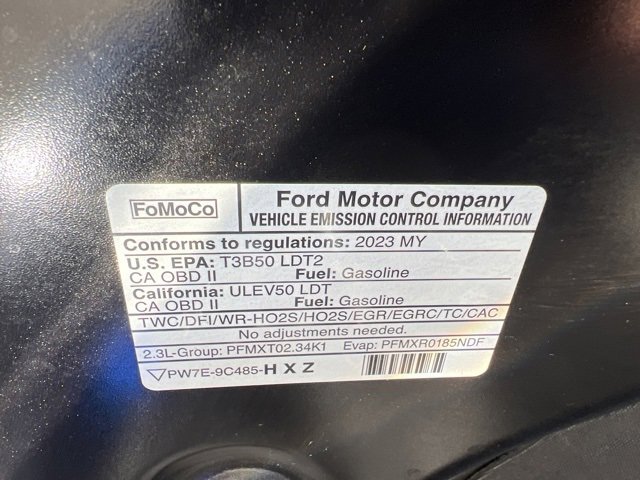 FoMoCo
Ford Motor Company
VEHICLE EMISSION CONTROL INFORMATION
Conforms to regulations: 2023 MY
U.S. EPA: T3B50 LDT2
CA OBD II Fuel: Gasoline
California: ULEV50 LDT
CA OBD II Fuel: Gasoline
TWC/DFI/WR-HO2S/HO2S/EGR/EGRC/TC/CAC
No adjustments needed.
2.3L-Group: PFMXT02.34K1 Evap: PFMXR0185NDF
PW7E-9C485-H X Z